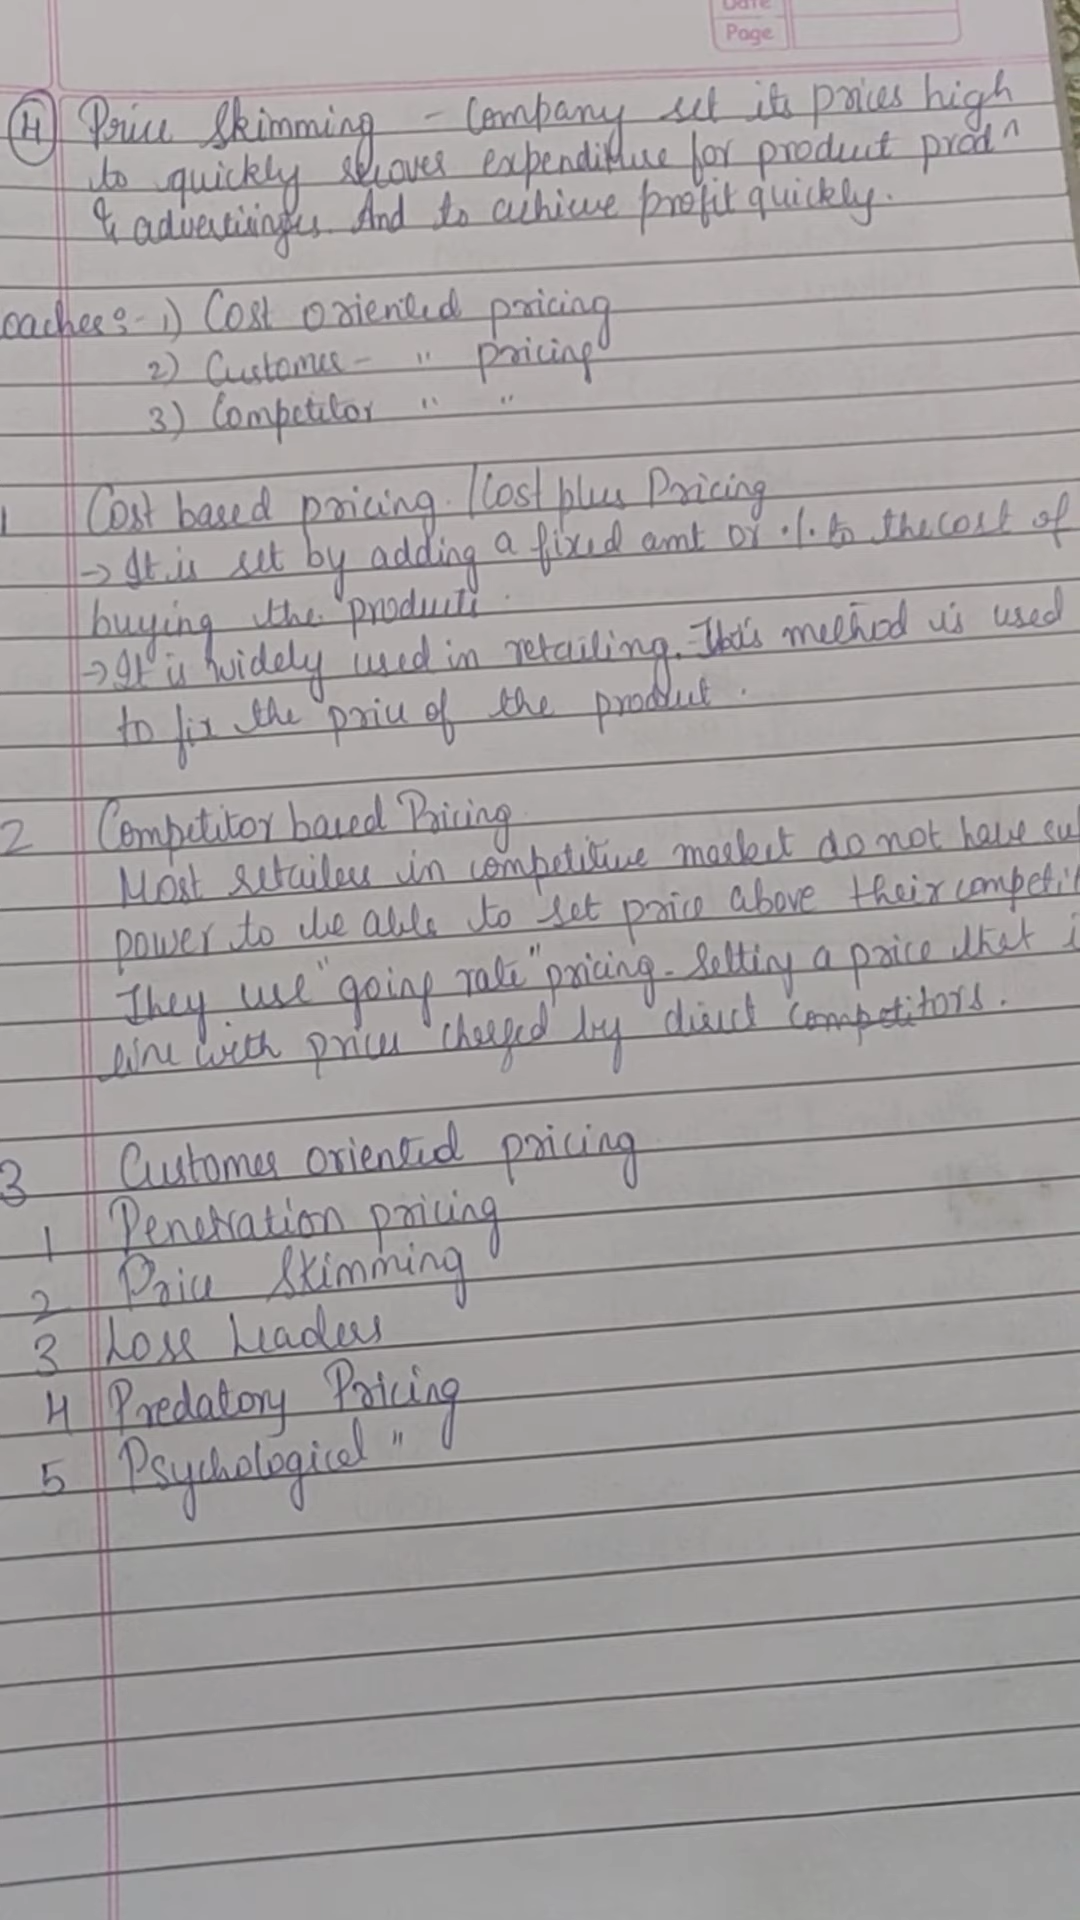 Date
Page
4 Price Skimming - Company set its prices high
to quickly recover expenditure for product prodn
& advertising. And to achieve profit quickly.
oaches:- 1) Cost oriented pricing
2) Customer - " pricing
3) Competitor " "
1 Cost based pricing / Cost plus Pricing
→ It is set by adding a fixed amt or % to the cost of
buying the products.
→ It is widely used in retailing. This method is used
to fix the price of the product.
2 Competitor based Pricing
Most retailers in competitive market do not have suf
power to be able to set price above their competit
They use "going rate" pricing - Setting a price that i
line with prices charged by direct competitors.
3 Customer oriented pricing
1 Penetration pricing
2 Price Skimming
3 Loss Leaders
4 Predatory Pricing
5 Psychological "